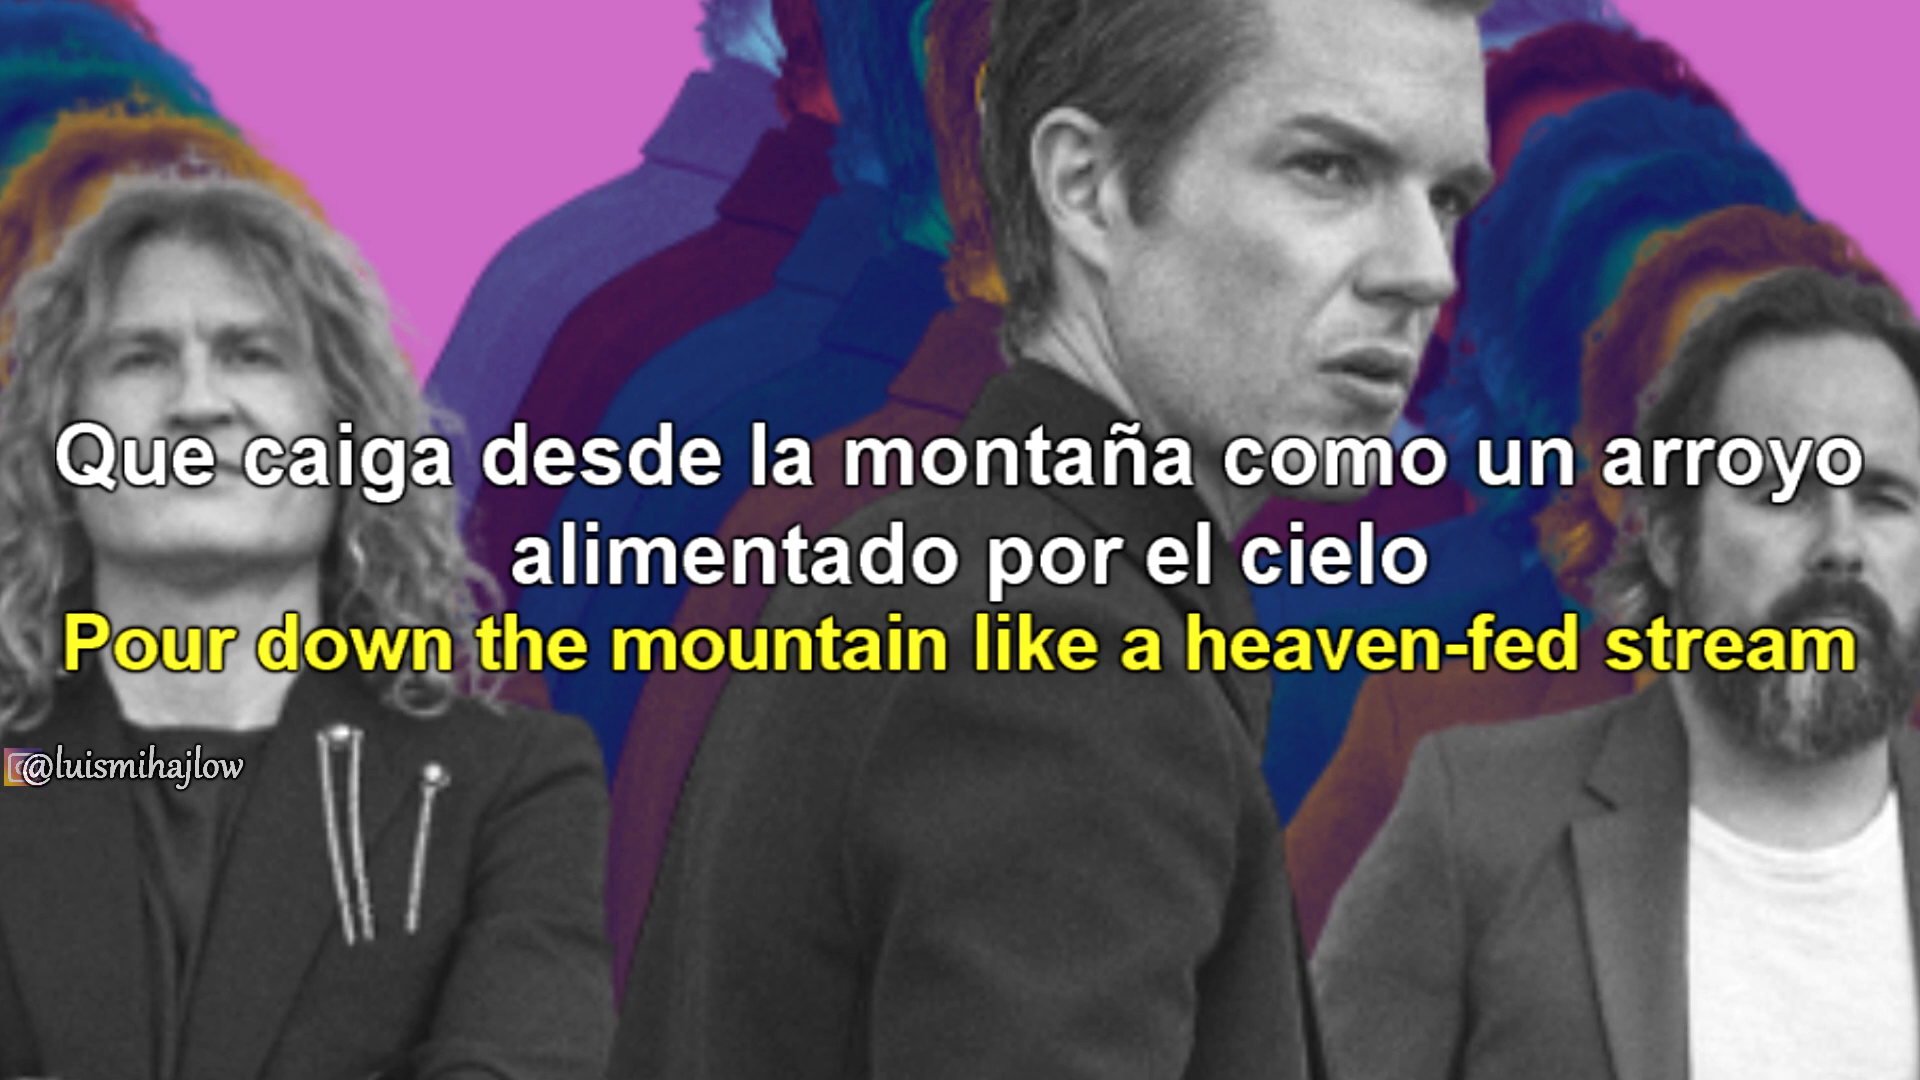 Que caiga desde la montaña como un arroyo
alimentado por el cielo
Pour down the mountain like a heaven-fed stream
@luismihajlow